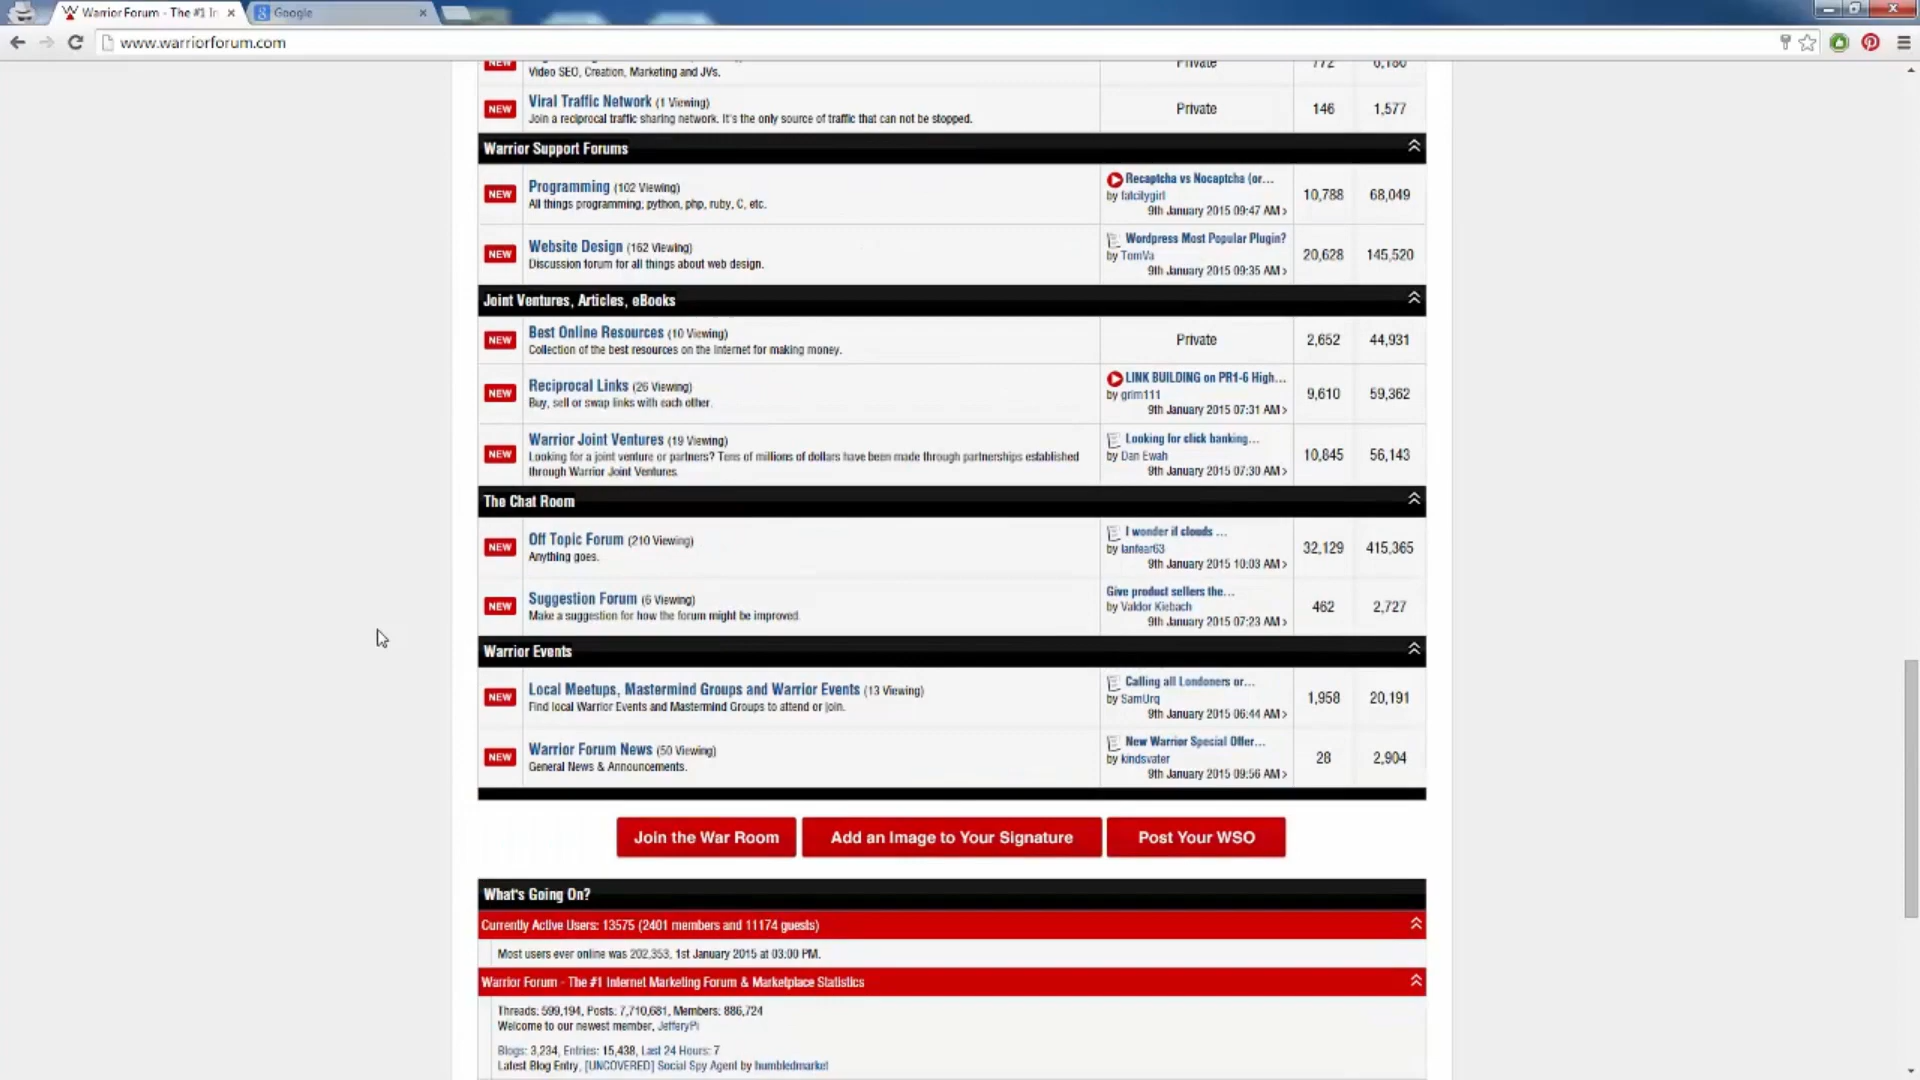 Warrior Forum - The #1 In
Google
www.warriorforum.com
NEW
Video SEO, Creation, Marketing and JVs.
Private
772
6,180
NEW
Viral Traffic Network (1 Viewing)
Join a reciprocal traffic sharing network. It's the only source of traffic that can not be stopped.
Private
146
1,577
Warrior Support Forums
NEW
Programming (102 Viewing)
All things programming; python, php, ruby, C, etc.
Recaptcha vs Nocaptcha (or...
by fatcitygirl
9th January 2015 09:47 AM
10,788
68,049
NEW
Website Design (162 Viewing)
Discussion forum for all things about web design.
Wordpress Most Popular Plugin?
by TomVa
9th January 2015 09:35 AM
20,628
145,520
Joint Ventures, Articles, eBooks
NEW
Best Online Resources (10 Viewing)
Collection of the best resources on the Internet for making money.
Private
2,652
44,931
NEW
Reciprocal Links (26 Viewing)
Buy, sell or swap links with each other.
LINK BUILDING on PR1-6 High...
by grim111
9th January 2015 07:31 AM
9,610
59,362
NEW
Warrior Joint Ventures (19 Viewing)
Looking for a joint venture or partners? Tens of millions of dollars have been made through partnerships established
through Warrior Joint Ventures.
Looking for click banking...
by Dan Ewah
9th January 2015 07:30 AM
10,845
56,143
The Chat Room
NEW
Off Topic Forum (210 Viewing)
Anything goes.
I wonder if clouds ...
by lanfear63
9th January 2015 10:03 AM
32,129
415,365
NEW
Suggestion Forum (6 Viewing)
Make a suggestion for how the forum might be improved.
Give product sellers the...
by Valdor Kiebach
9th January 2015 07:23 AM
462
2,727
Warrior Events
NEW
Local Meetups, Mastermind Groups and Warrior Events (13 Viewing)
Find local Warrior Events and Mastermind Groups to attend or join.
Calling all Londoners or...
by SamUrq
9th January 2015 06:44 AM
1,958
20,191
NEW
Warrior Forum News (50 Viewing)
General News & Announcements.
New Warrior Special Offer...
by kindsvater
9th January 2015 09:56 AM
28
2,904
Join the War Room
Add an Image to Your Signature
Post Your WSO
What's Going On?
Currently Active Users: 13575 (2401 members and 11174 guests)
Most users ever online was 202,353, 1st January 2015 at 03:00 PM.
Warrior Forum - The #1 Internet Marketing Forum & Marketplace Statistics
Threads: 599,194, Posts: 7,710,681, Members: 886,724
Welcome to our newest member, JefferyPi
Blogs: 3,234, Entries: 15,438, Last 24 Hours: 7
Latest Blog Entry, [UNCOVERED] Social Spy Agent by humbledmarket